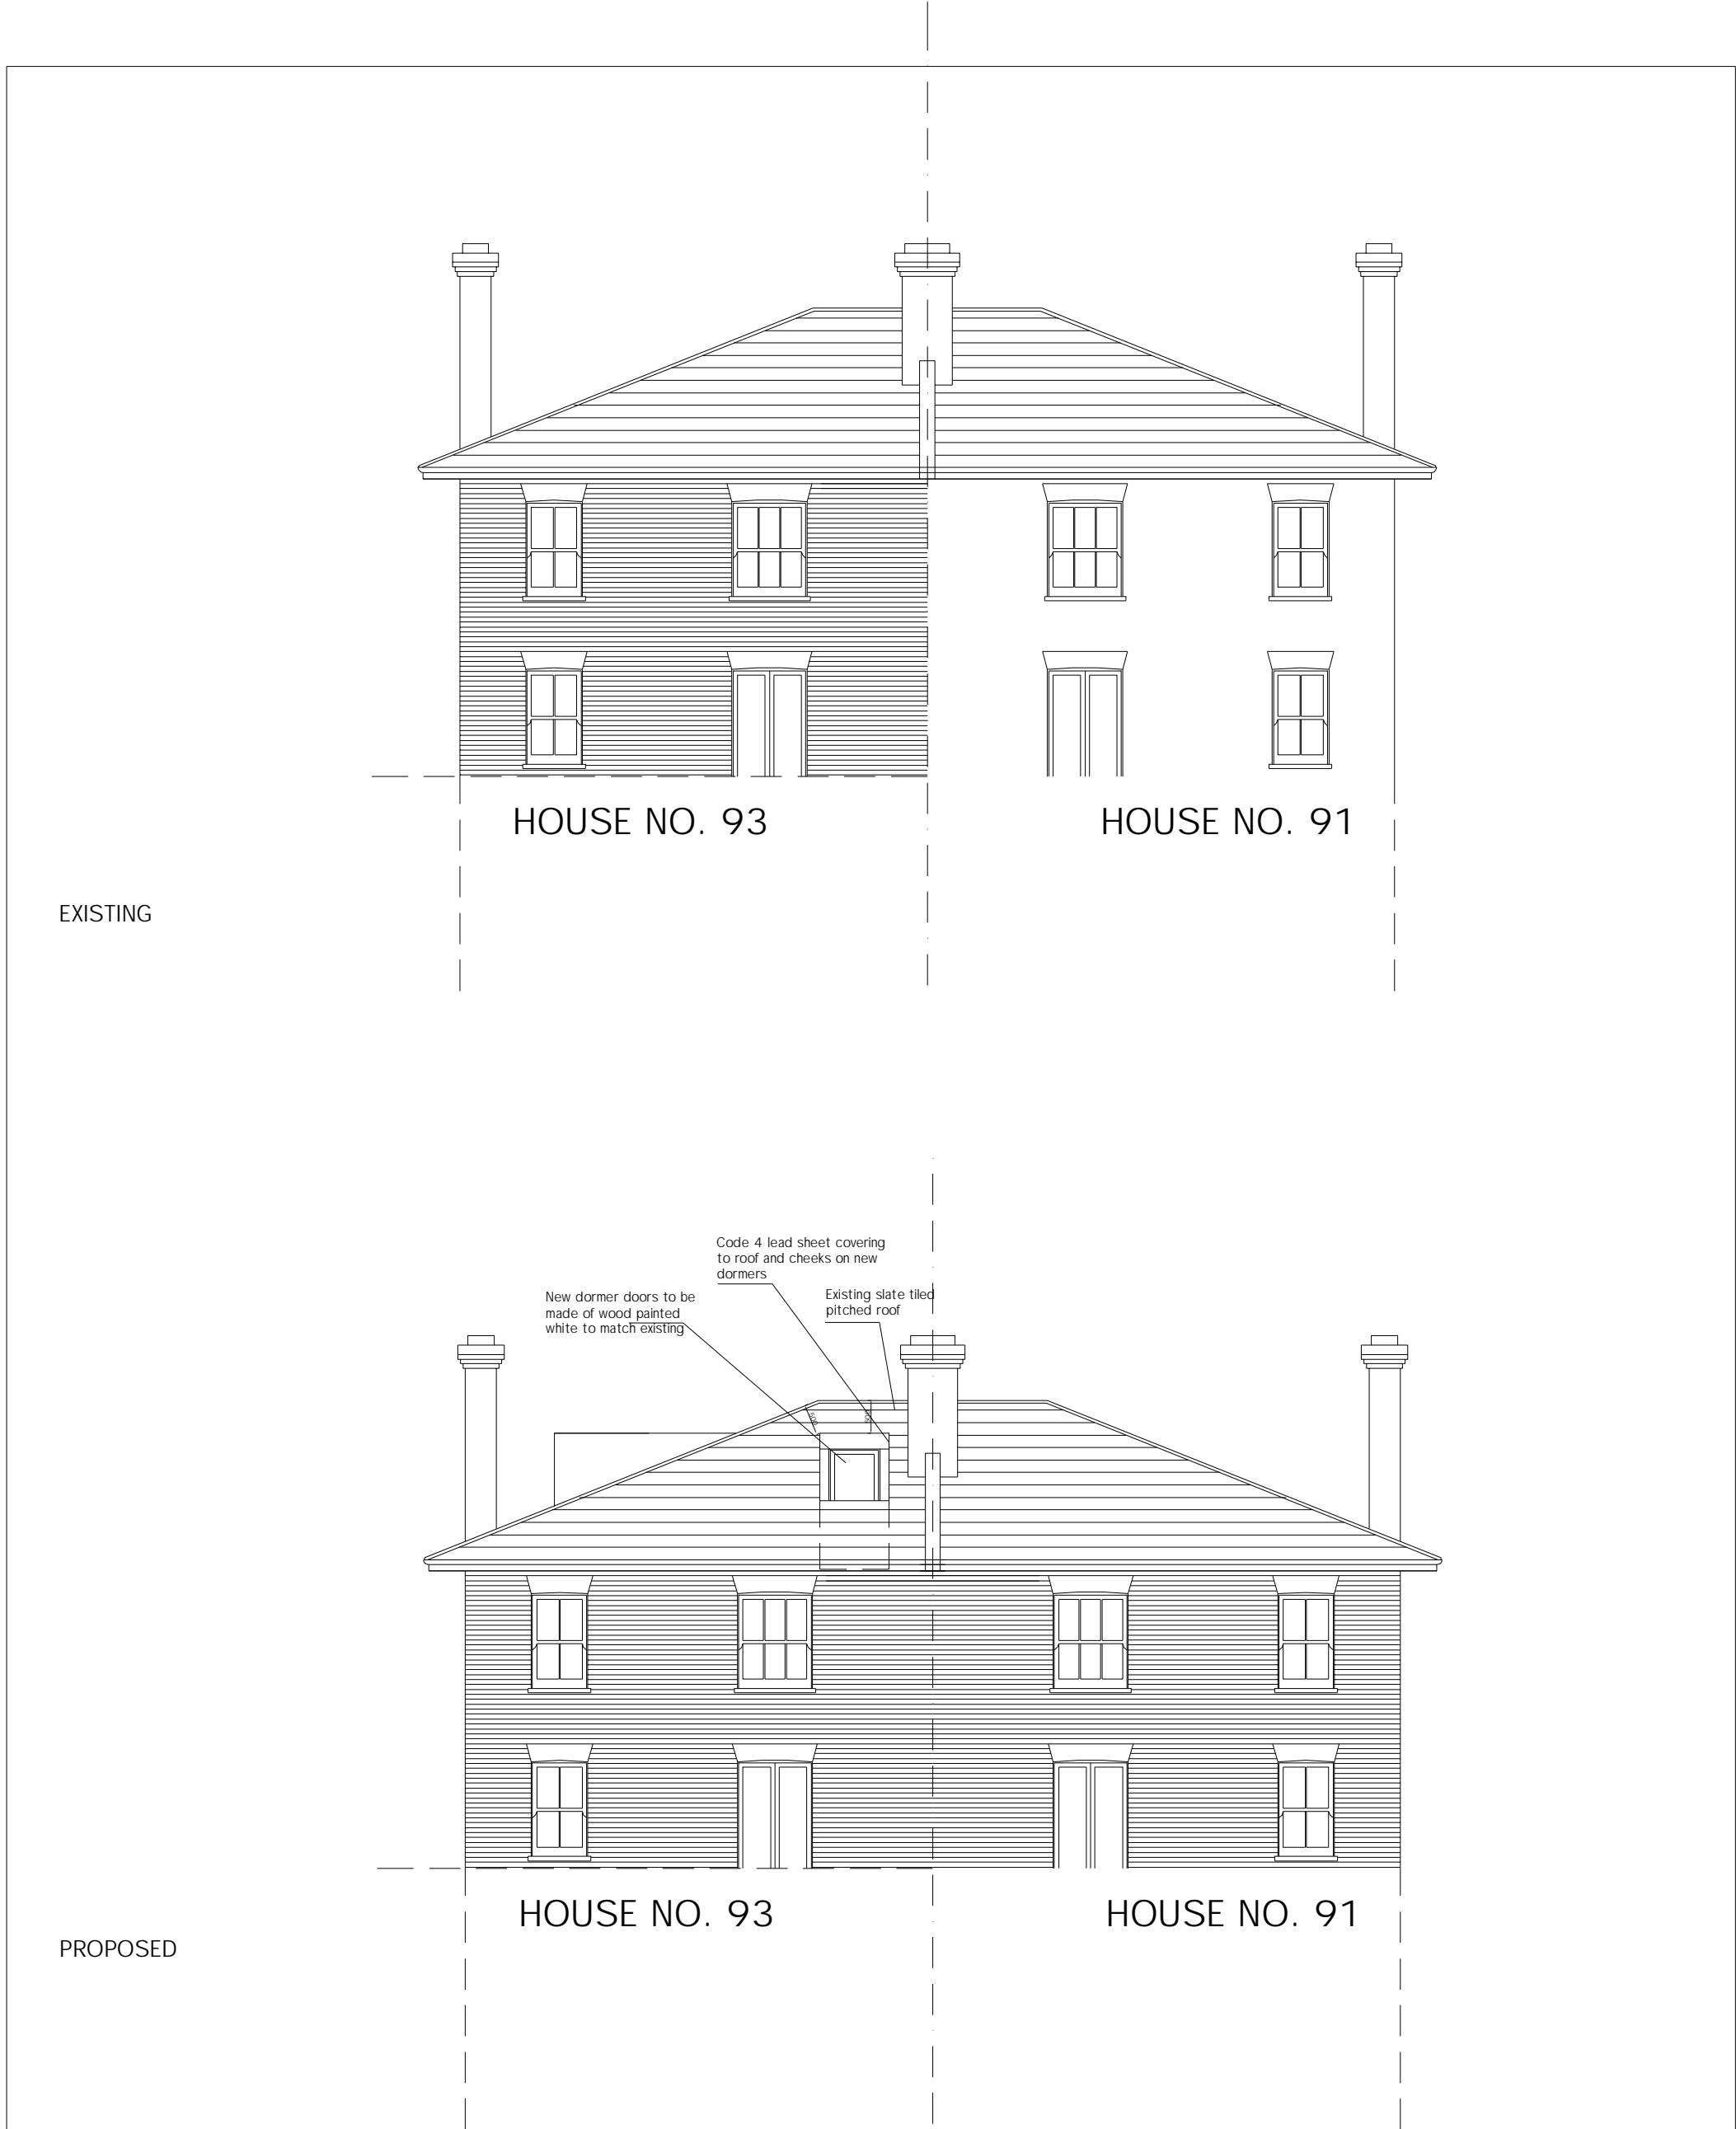 HOUSE NO. 93
HOUSE NO. 91
EXISTING
Code 4 lead sheet covering
to roof and cheeks on new
dormers
New dormer doors to be
made of wood painted
white to match existing
Existing slate tiled
pitched roof
500
500
HOUSE NO. 93
HOUSE NO. 91
PROPOSED